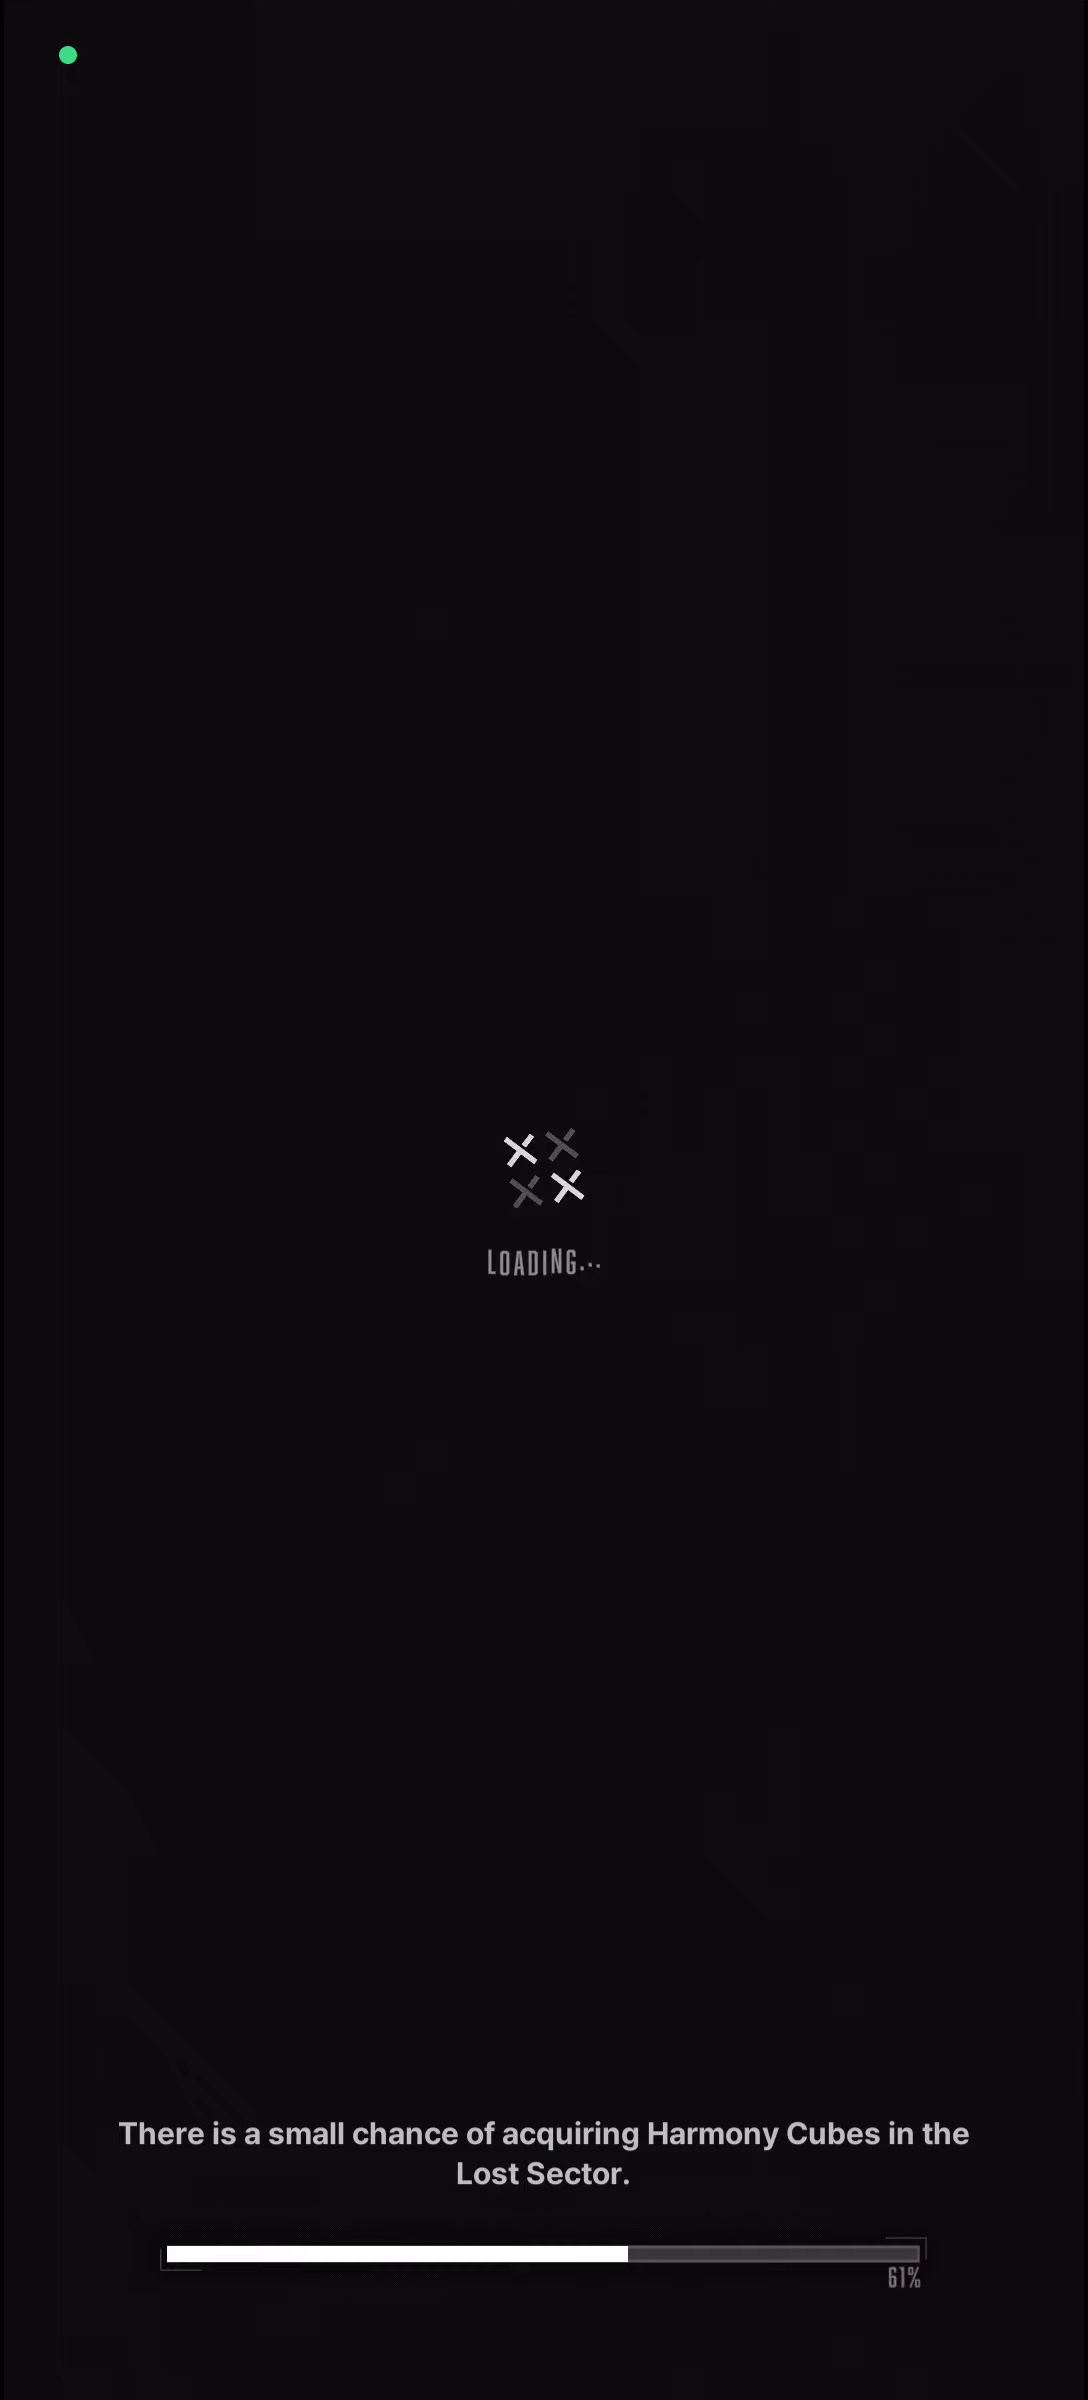 LOADING...
There is a small chance of acquiring Harmony Cubes in the
Lost Sector.
61%